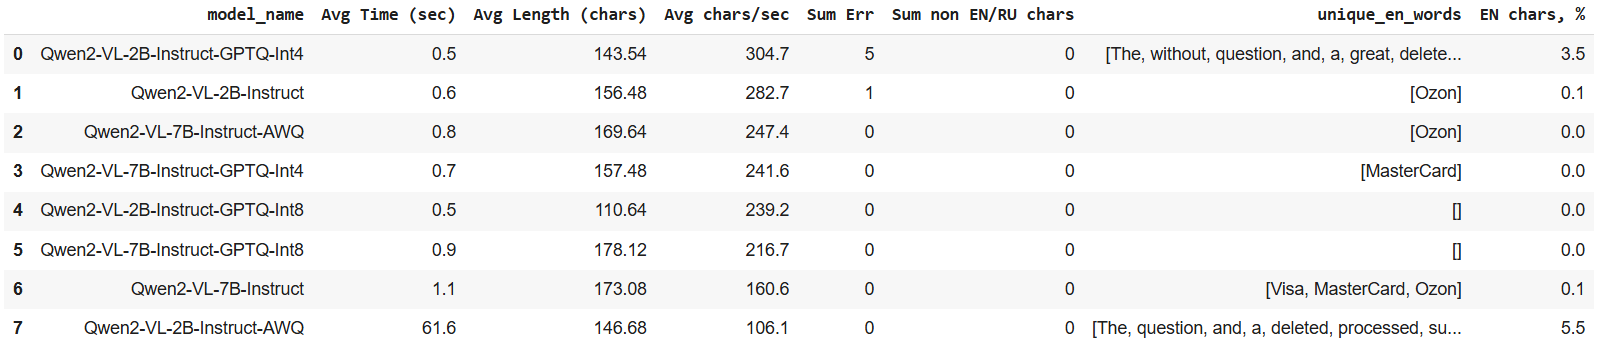 model_name Avg Time (sec) Avg Length (chars) Avg chars/sec Sum Err Sum non EN/RU chars unique_en_words EN chars, %
0 Qwen2-VL-2B-Instruct-GPTQ-Int4 0.5 143.54 304.7 5 0 [The, without, question, and, a, great, delete... 3.5
1 Qwen2-VL-2B-Instruct 0.6 156.48 282.7 1 0 [Ozon] 0.1
2 Qwen2-VL-7B-Instruct-AWQ 0.8 169.64 247.4 0 0 [Ozon] 0.0
3 Qwen2-VL-7B-Instruct-GPTQ-Int4 0.7 157.48 241.6 0 0 [MasterCard] 0.0
4 Qwen2-VL-2B-Instruct-GPTQ-Int8 0.5 110.64 239.2 0 0 [] 0.0
5 Qwen2-VL-7B-Instruct-GPTQ-Int8 0.9 178.12 216.7 0 0 [] 0.0
6 Qwen2-VL-7B-Instruct 1.1 173.08 160.6 0 0 [Visa, MasterCard, Ozon] 0.1
7 Qwen2-VL-2B-Instruct-AWQ 61.6 146.68 106.1 0 0 [The, question, and, a, deleted, processed, su... 5.5